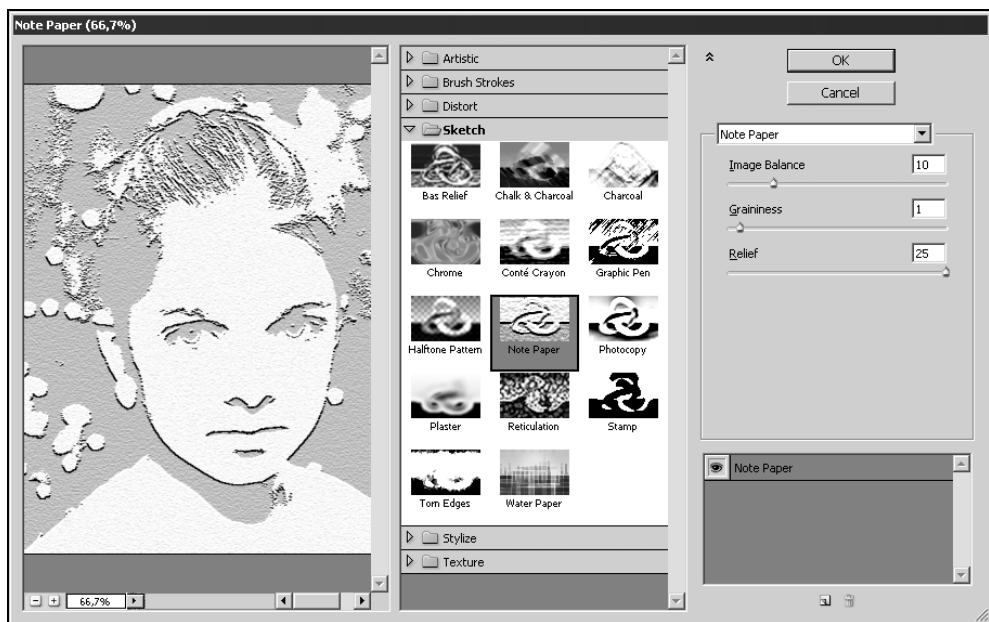 Note Paper (66,7%)
Artistic
Brush Strokes
Distort
Sketch
Bas Relief
Chalk & Charcoal
Charcoal
Chrome
Conté Crayon
Graphic Pen
Halftone Pattern
Note Paper
Photocopy
Plaster
Reticulation
Stamp
Torn Edges
Water Paper
Stylize
Texture
66,7%
OK
Cancel
Note Paper
Image Balance 10
Graininess 1
Relief 25
Note Paper